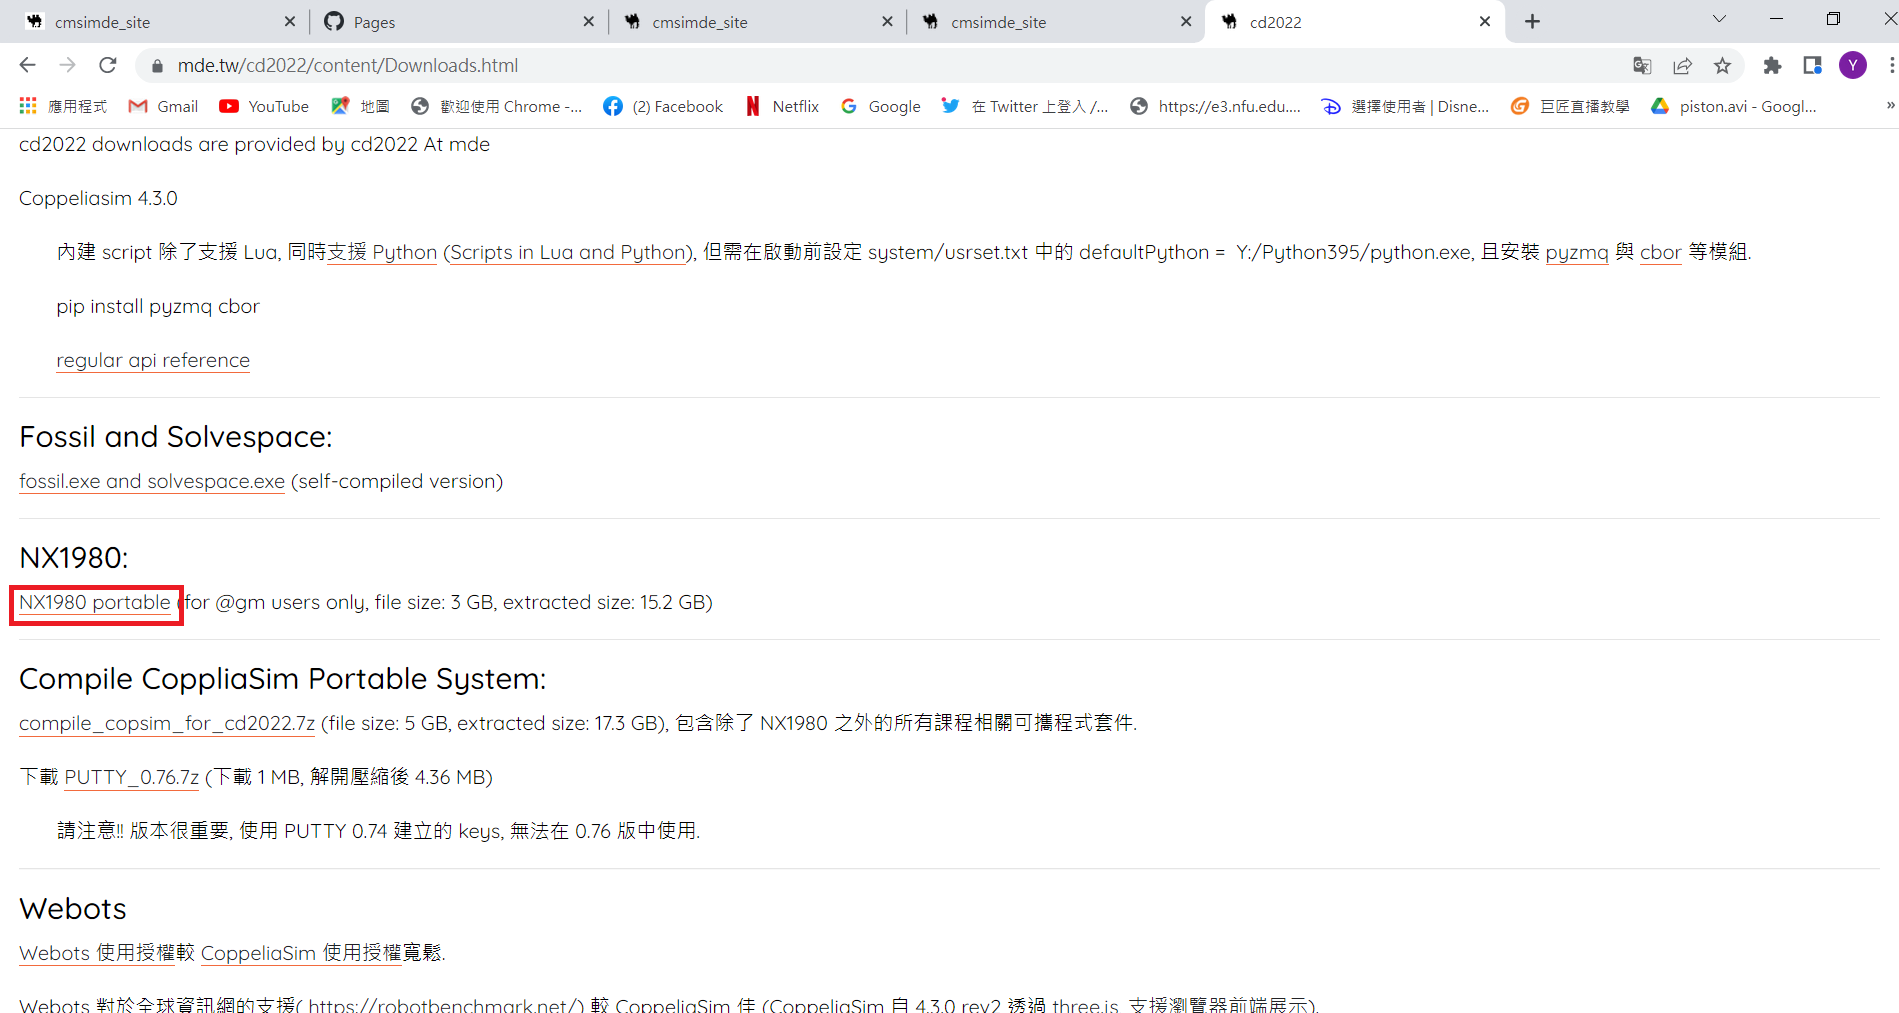 cmsimde_site
Pages
cmsimde_site
cmsimde_site
cd2022
mde.tw/cd2022/content/Downloads.html
Y
應用程式
Gmail
YouTube
地圖
歡迎使用 Chrome -...
(2) Facebook
Netflix
Google
在 Twitter 上登入 /...
https://e3.nfu.edu....
選擇使用者 | Disne...
巨匠直播教學
piston.avi - Googl...
»
cd2022 downloads are provided by cd2022 At mde
Coppeliasim 4.3.0
內建 script 除了支援 Lua, 同時支援 Python (Scripts in Lua and Python), 但需在啟動前設定 system/usrset.txt 中的 defaultPython = Y:/Python395/python.exe, 且安裝 pyzmq 與 cbor 等模組.
pip install pyzmq cbor
regular api reference
Fossil and Solvespace:
fossil.exe and solvespace.exe (self-compiled version)
NX1980:
NX1980 portable (for @gm users only, file size: 3 GB, extracted size: 15.2 GB)
Compile CoppliaSim Portable System:
compile_copsim_for_cd2022.7z (file size: 5 GB, extracted size: 17.3 GB), 包含除了 NX1980 之外的所有課程相關可攜程式套件.
下載 PUTTY_0.76.7z (下載 1 MB, 解開壓縮後 4.36 MB)
請注意!! 版本很重要, 使用 PUTTY 0.74 建立的 keys, 無法在 0.76 版中使用.
Webots
Webots 使用授權較 CoppeliaSim 使用授權寬鬆.
Webots 對於全球資訊網的支援( https://robotbenchmark.net/) 較 CoppeliaSim 佳 (CoppeliaSim 自 4.3.0 rev2 透過 three.js 支援瀏覽器前端展示).